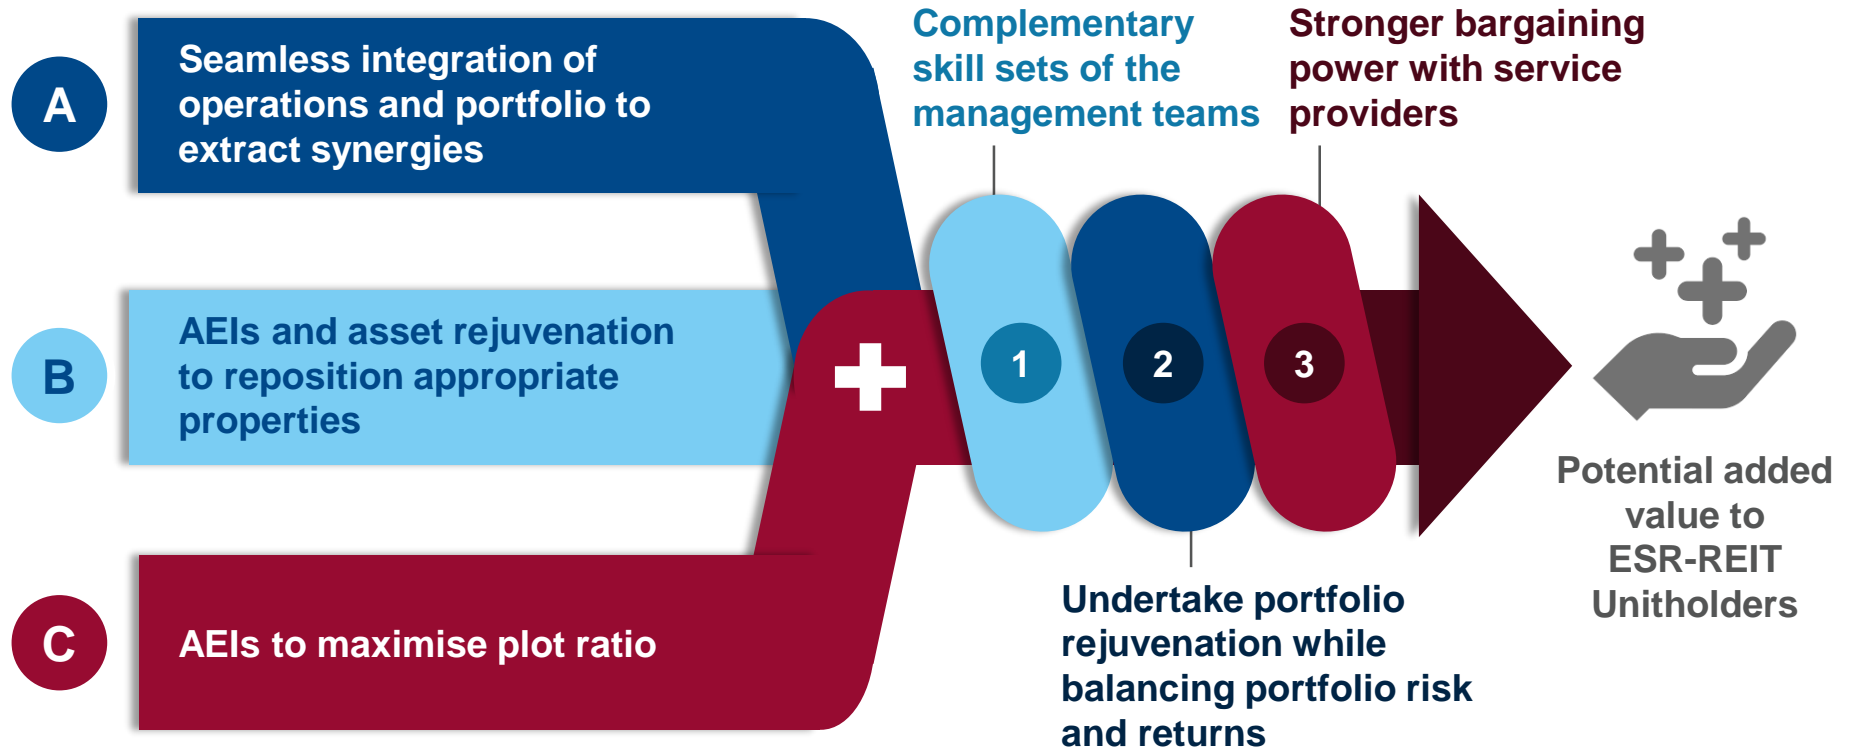 A
Seamless integration of
operations and portfolio to
extract synergies
B
AEIs and asset rejuvenation
to reposition appropriate
properties
C
AEIs to maximise plot ratio
Complementary
skill sets of the
management teams
Stronger bargaining
power with service
providers
1
2
3
Undertake portfolio
rejuvenation while
balancing portfolio risk
and returns
Potential added
value to
ESR-REIT
Unitholders